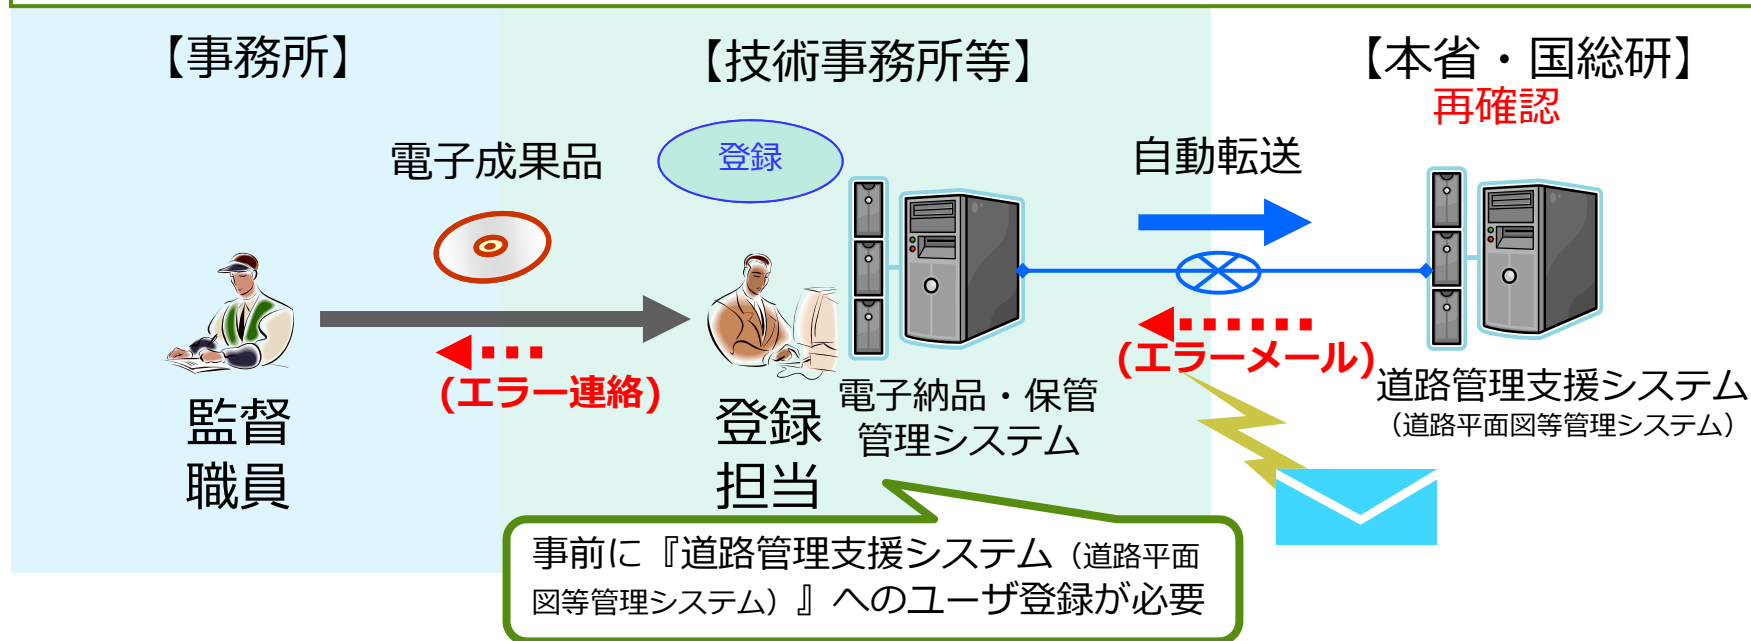 【事務所】
【技術事務所等】
【本省・国総研】
再確認
電子成果品
登録
自動転送
(エラー連絡)
(エラーメール)
監督
職員
登録
担当
電子納品・保管
管理システム
道路管理支援システム
（道路平面図等管理システム）
事前に『道路管理支援システム（道路平面
図等管理システム）』へのユーザ登録が必要